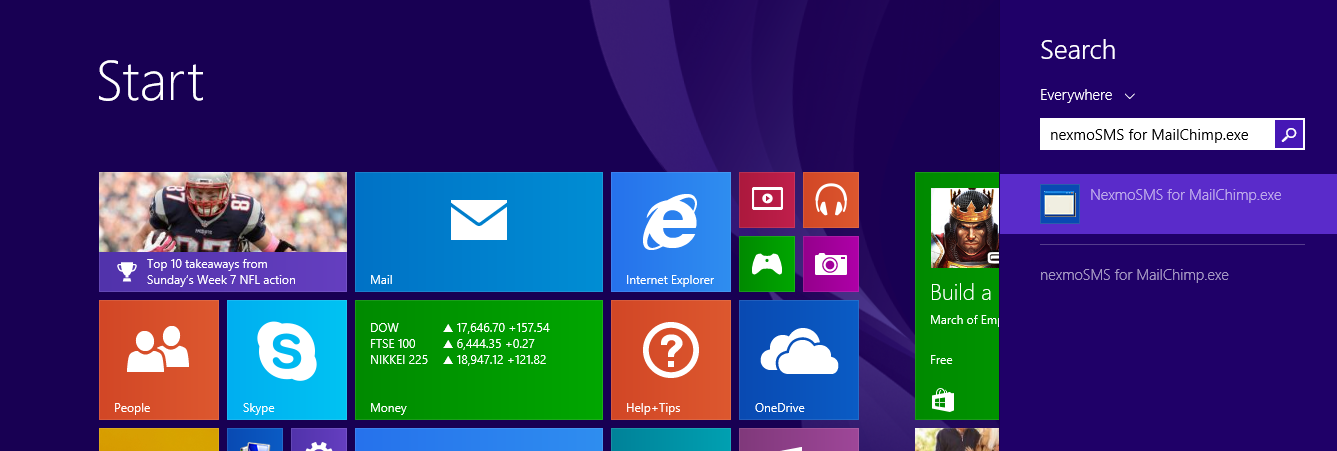 Start
Search
Everywhere
nexmoSMS for MailChimp.exe
NexmoSMS for MailChimp.exe
nexmoSMS for MailChimp.exe
87
87
87
Top 10 takeaways from
Sunday's Week 7 NFL action
Mail
Internet Explorer
Build a
March of Emp
Free
People
Skype
DOW ▲ 17,646.70 +157.54
FTSE 100 ▲ 6,444.35 +0.27
NIKKEI 225 ▲ 18,947.12 +121.82
Money
Help+Tips
OneDrive